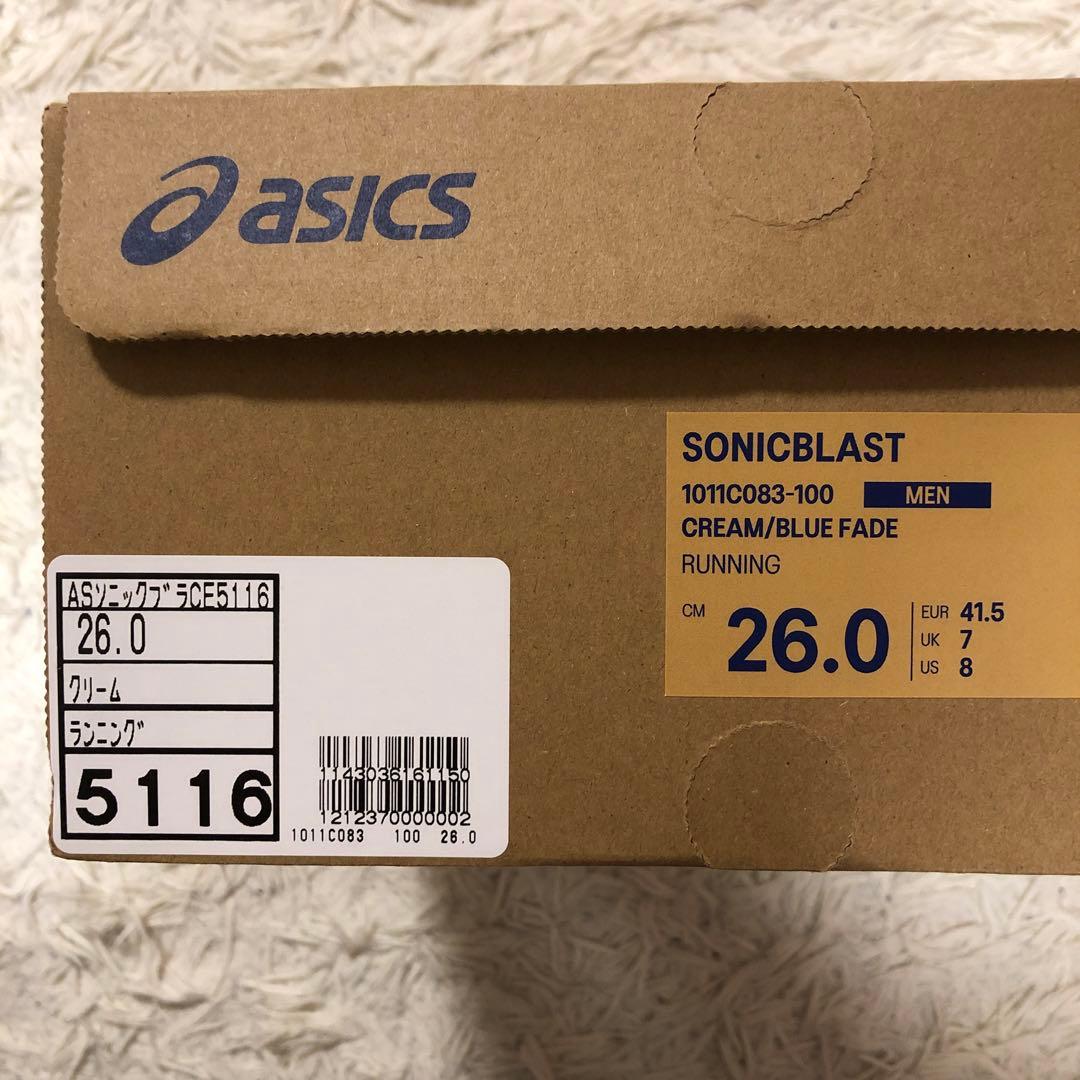 asics
SONICBLAST
1011C083-100 MEN
CREAM/BLUE FADE
RUNNING
CM 26.0
EUR 41.5
UK 7
US 8
ASソニックブラCE5116
26.0
クリーム
ランニング
5116
1143036161150
1212370000002
1011C083 100 26.0